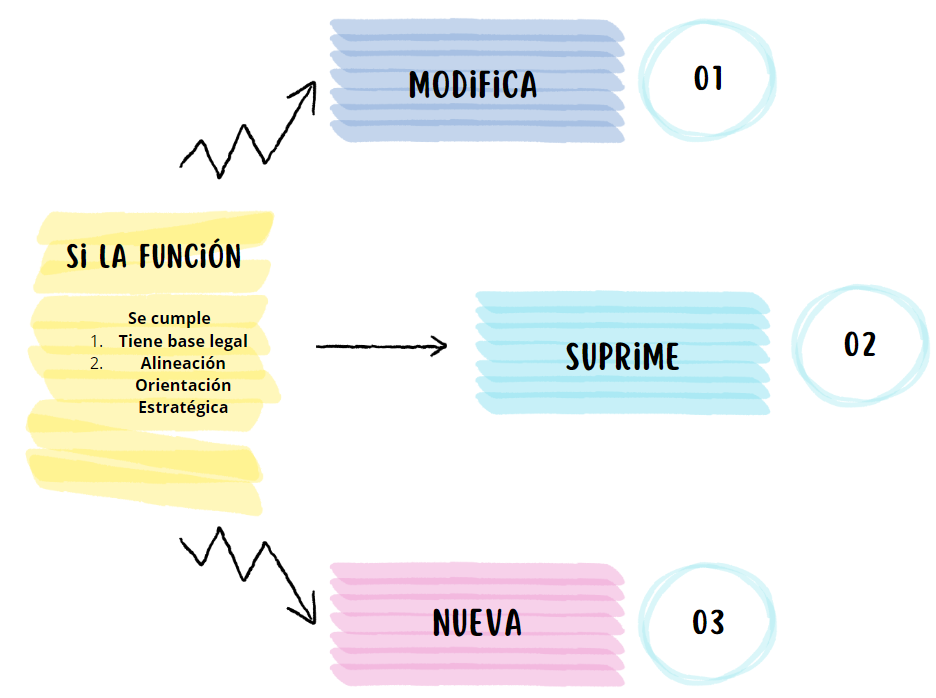 MODiFiCA
01
Si LA FUNCiÓN
Se cumple
1. Tiene base legal
2. Alineación
Orientación
Estratégica
SUPRiME
02
NUEVA
03